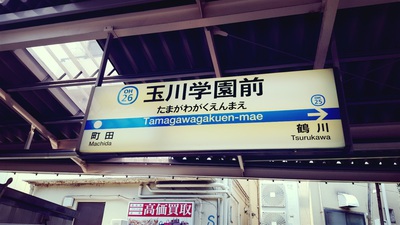 OH
26
玉川学園前
たまがわがくえんまえ
Tamagawagakuen-mae
町田
Machida
OH
25
鶴川
Tsurukawa
高価買取